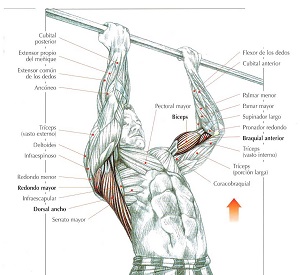 Cubital
posterior
Extensor propio
del meñique
Extensor común
de los dedos
Ancóneo
Tríceps
(vasto externo)
Deltoides
Infraespinoso
Redondo menor
Redondo mayor
Infraescapular
Dorsal ancho
Serrato mayor
Pectoral mayor
Bíceps
Flexor de los dedos
Cubital anterior
Palmar menor
Pamar mayor
Supinador largo
Pronador redondo
Braquial anterior
Tríceps
(vasto interno)
Tríceps
(porción larga)
Coracobraquial